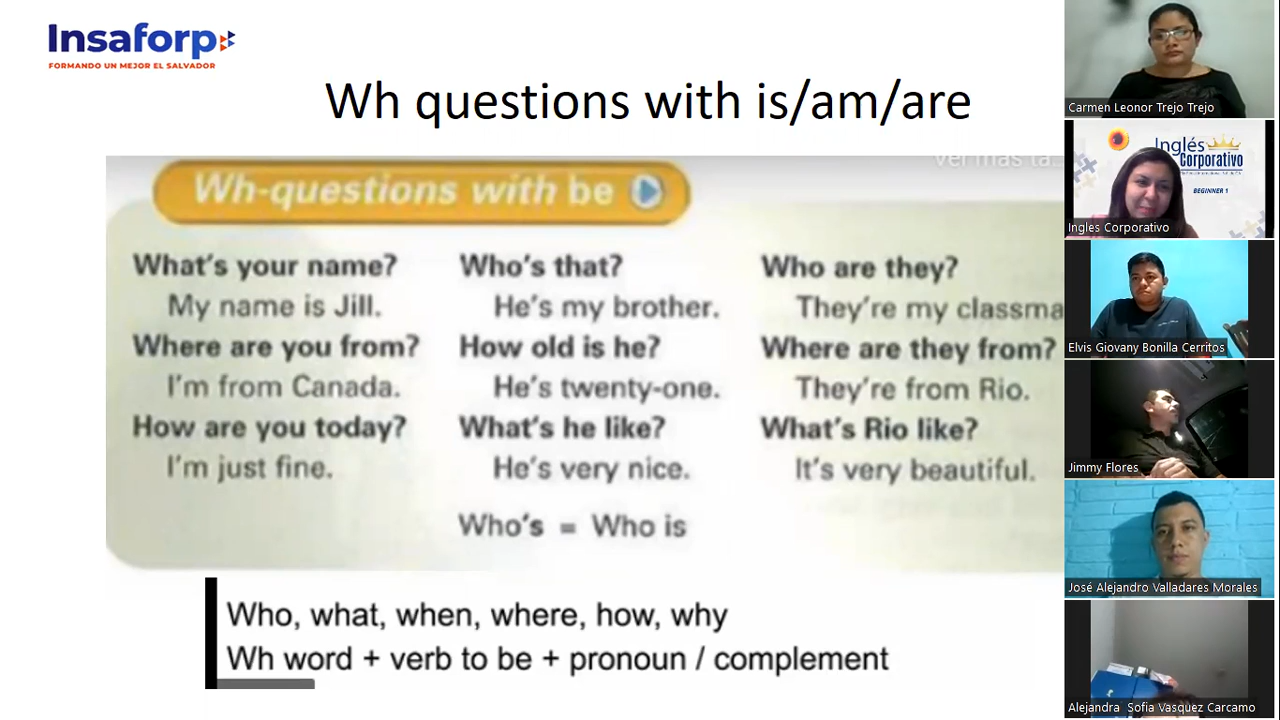 Insaforp
FORMANDO UN MEJOR EL SALVADOR
Wh questions with is/am/are
Wh-questions with be
What's your name?
My name is Jill.
Where are you from?
I'm from Canada.
How are you today?
I'm just fine.
Who's that?
He's my brother.
How old is he?
He's twenty-one.
What's he like?
He's very nice.
Who's = Who is
Who are they?
They're my classma
Where are they from?
They're from Rio.
What's Rio like?
It's very beautiful.
Who, what, when, where, how, why
Wh word + verb to be + pronoun / complement
Carmen Leonor Trejo Trejo
Inglés
Corporativo
BEGINNER 1
Ingles Corporativo
Elvis Giovany Bonilla Cerritos
Jimmy Flores
José Alejandro Valladares Morales
Alejandra Sofia Vasquez Carcamo